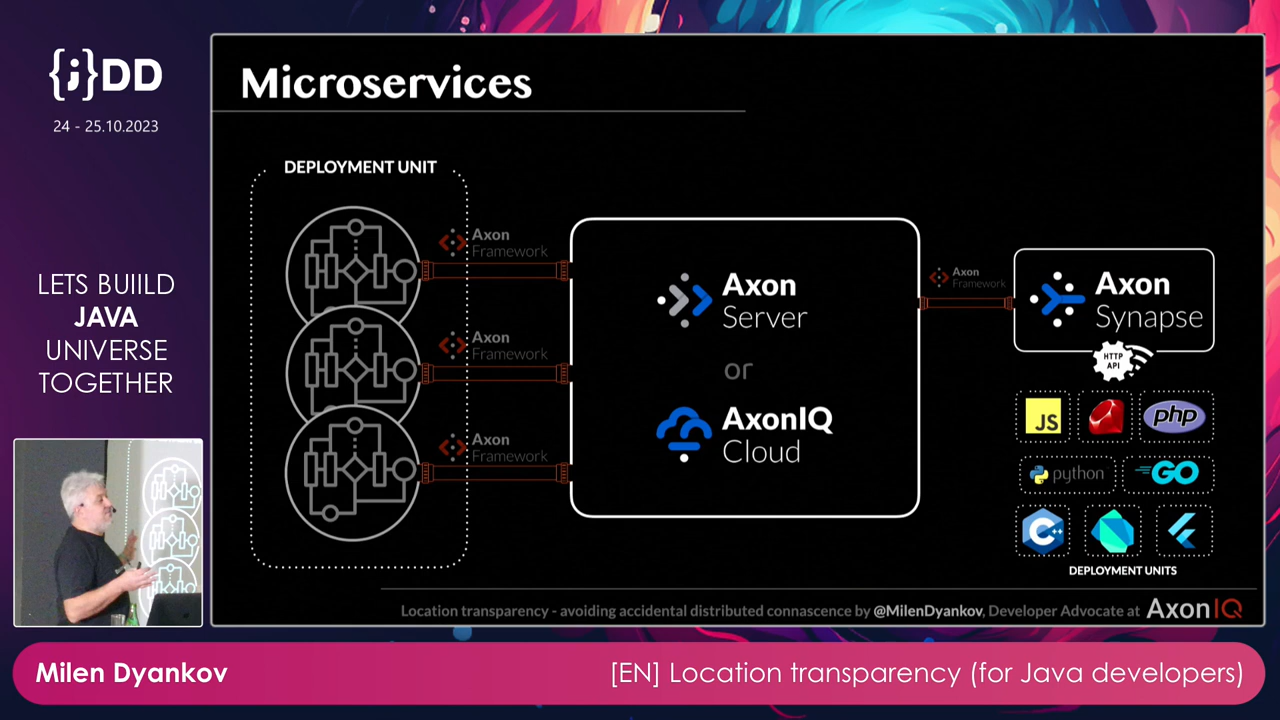 {j}DD
24 - 25.10.2023
LETS BUILD
JAVA
UNIVERSE
TOGETHER
Microservices
DEPLOYMENT UNIT
Axon
Framework
Axon
Framework
Axon
Framework
Axon
Server
or
AxonIQ
Cloud
Axon
Framework
Axon
Synapse
HTTP
API
JS
php
python
GO
C++
DEPLOYMENT UNITS
Location transparency - avoiding accidental distributed connascence by @MilenDyankov, Developer Advocate at AxonIQ
Milen Dyankov
[EN] Location transparency (for Java developers)